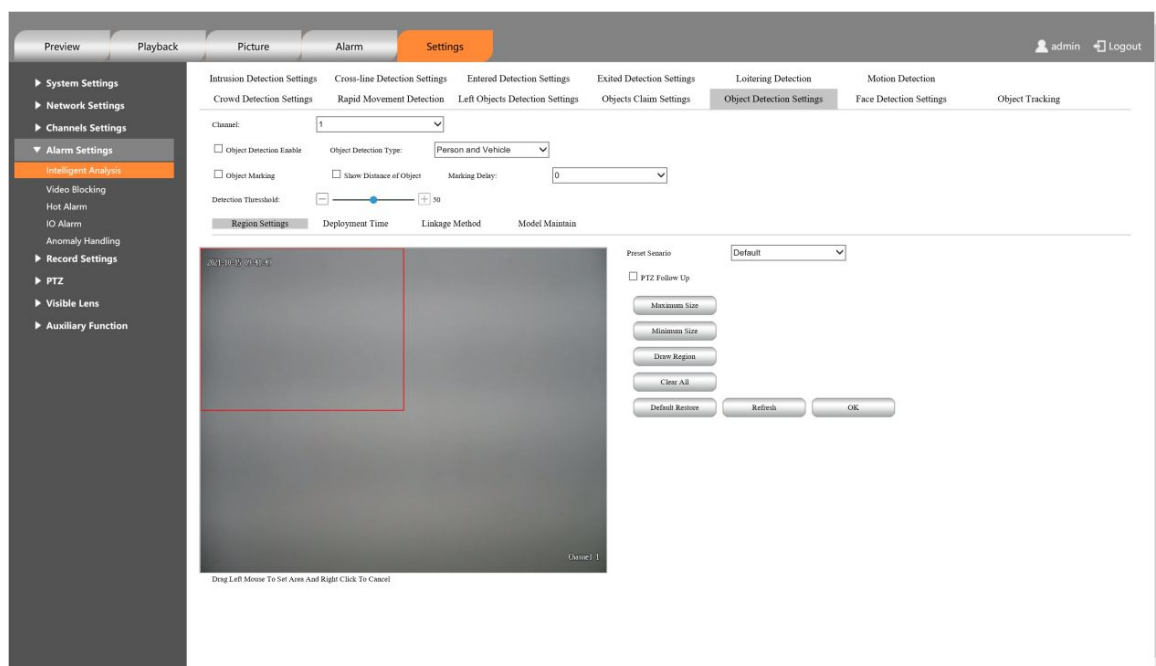 Preview Playback Picture Alarm Settings admin Logout
System Settings
Network Settings
Channels Settings
Alarm Settings
Intelligent Analysis
Video Blocking
Hot Alarm
IO Alarm
Anomaly Handling
Record Settings
PTZ
Visible Lens
Auxiliary Function
Intrusion Detection Settings Cross-line Detection Settings Entered Detection Settings Exited Detection Settings Loitering Detection Motion Detection
Crowd Detection Settings Rapid Movement Detection Left Objects Detection Settings Objects Claim Settings Object Detection Settings Face Detection Settings Object Tracking
Channel: 1
Object Detection Enable Object Detection Type: Person and Vehicle
Object Marking Show Distance of Object Marking Delay: 0
Detection Thresshold: 50
Region Settings Deployment Time Linkage Method Model Maintain
Channel 1
Drag Left Mouse To Set Area And Right Click To Cancel
Preset Senario Default
PTZ Follow Up
Maximum Size
Minimum Size
Draw Region
Clear All
Default Restore Refresh OK